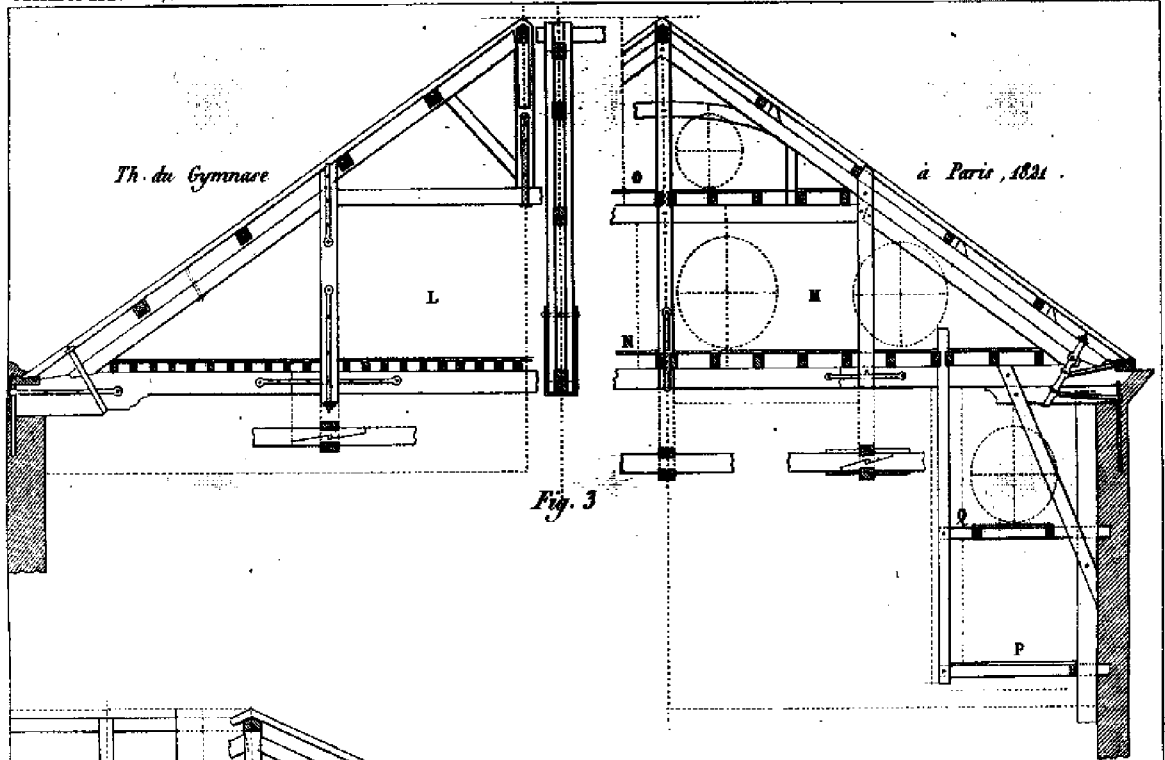 Th. du Gymnase
à Paris, 1821.
O
L
M
N
Fig. 3
Q
P